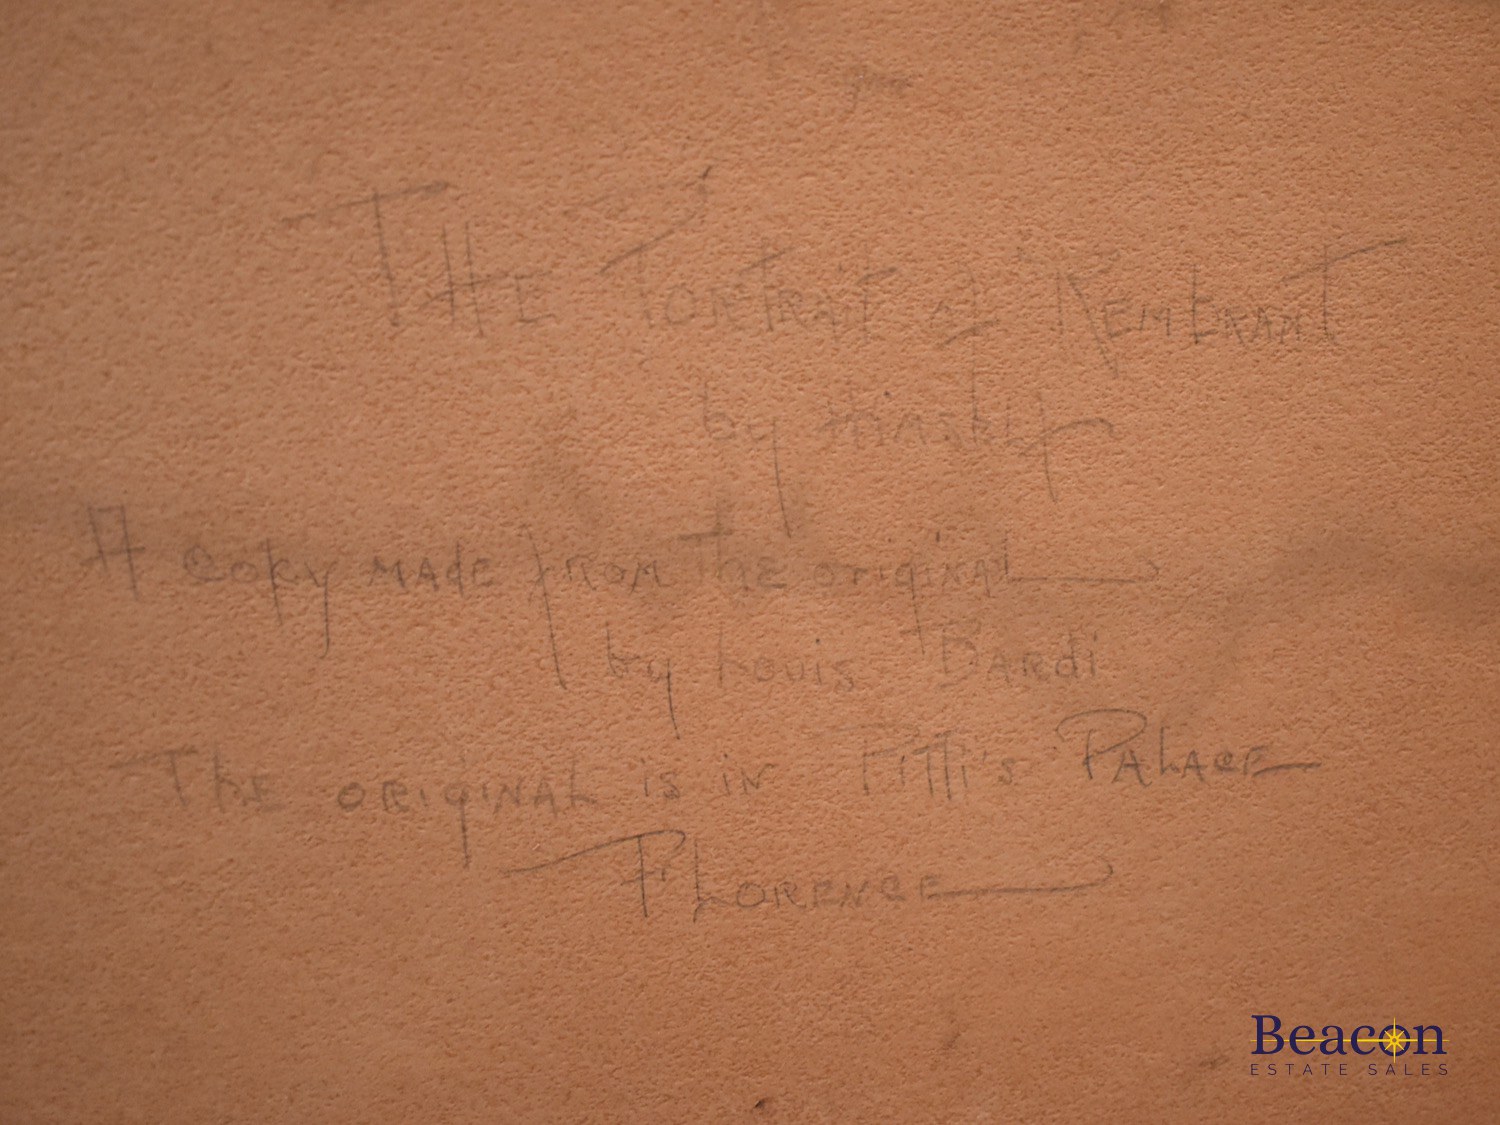 THE PORTRAIT of REMbRANT
by
A copy MAdE fROM ThE oRiginal
by Louis BARdi
ThE ORigiNAL is iN PiTTi's PALACE
FLORENCE
Beacon
ESTATE SALES